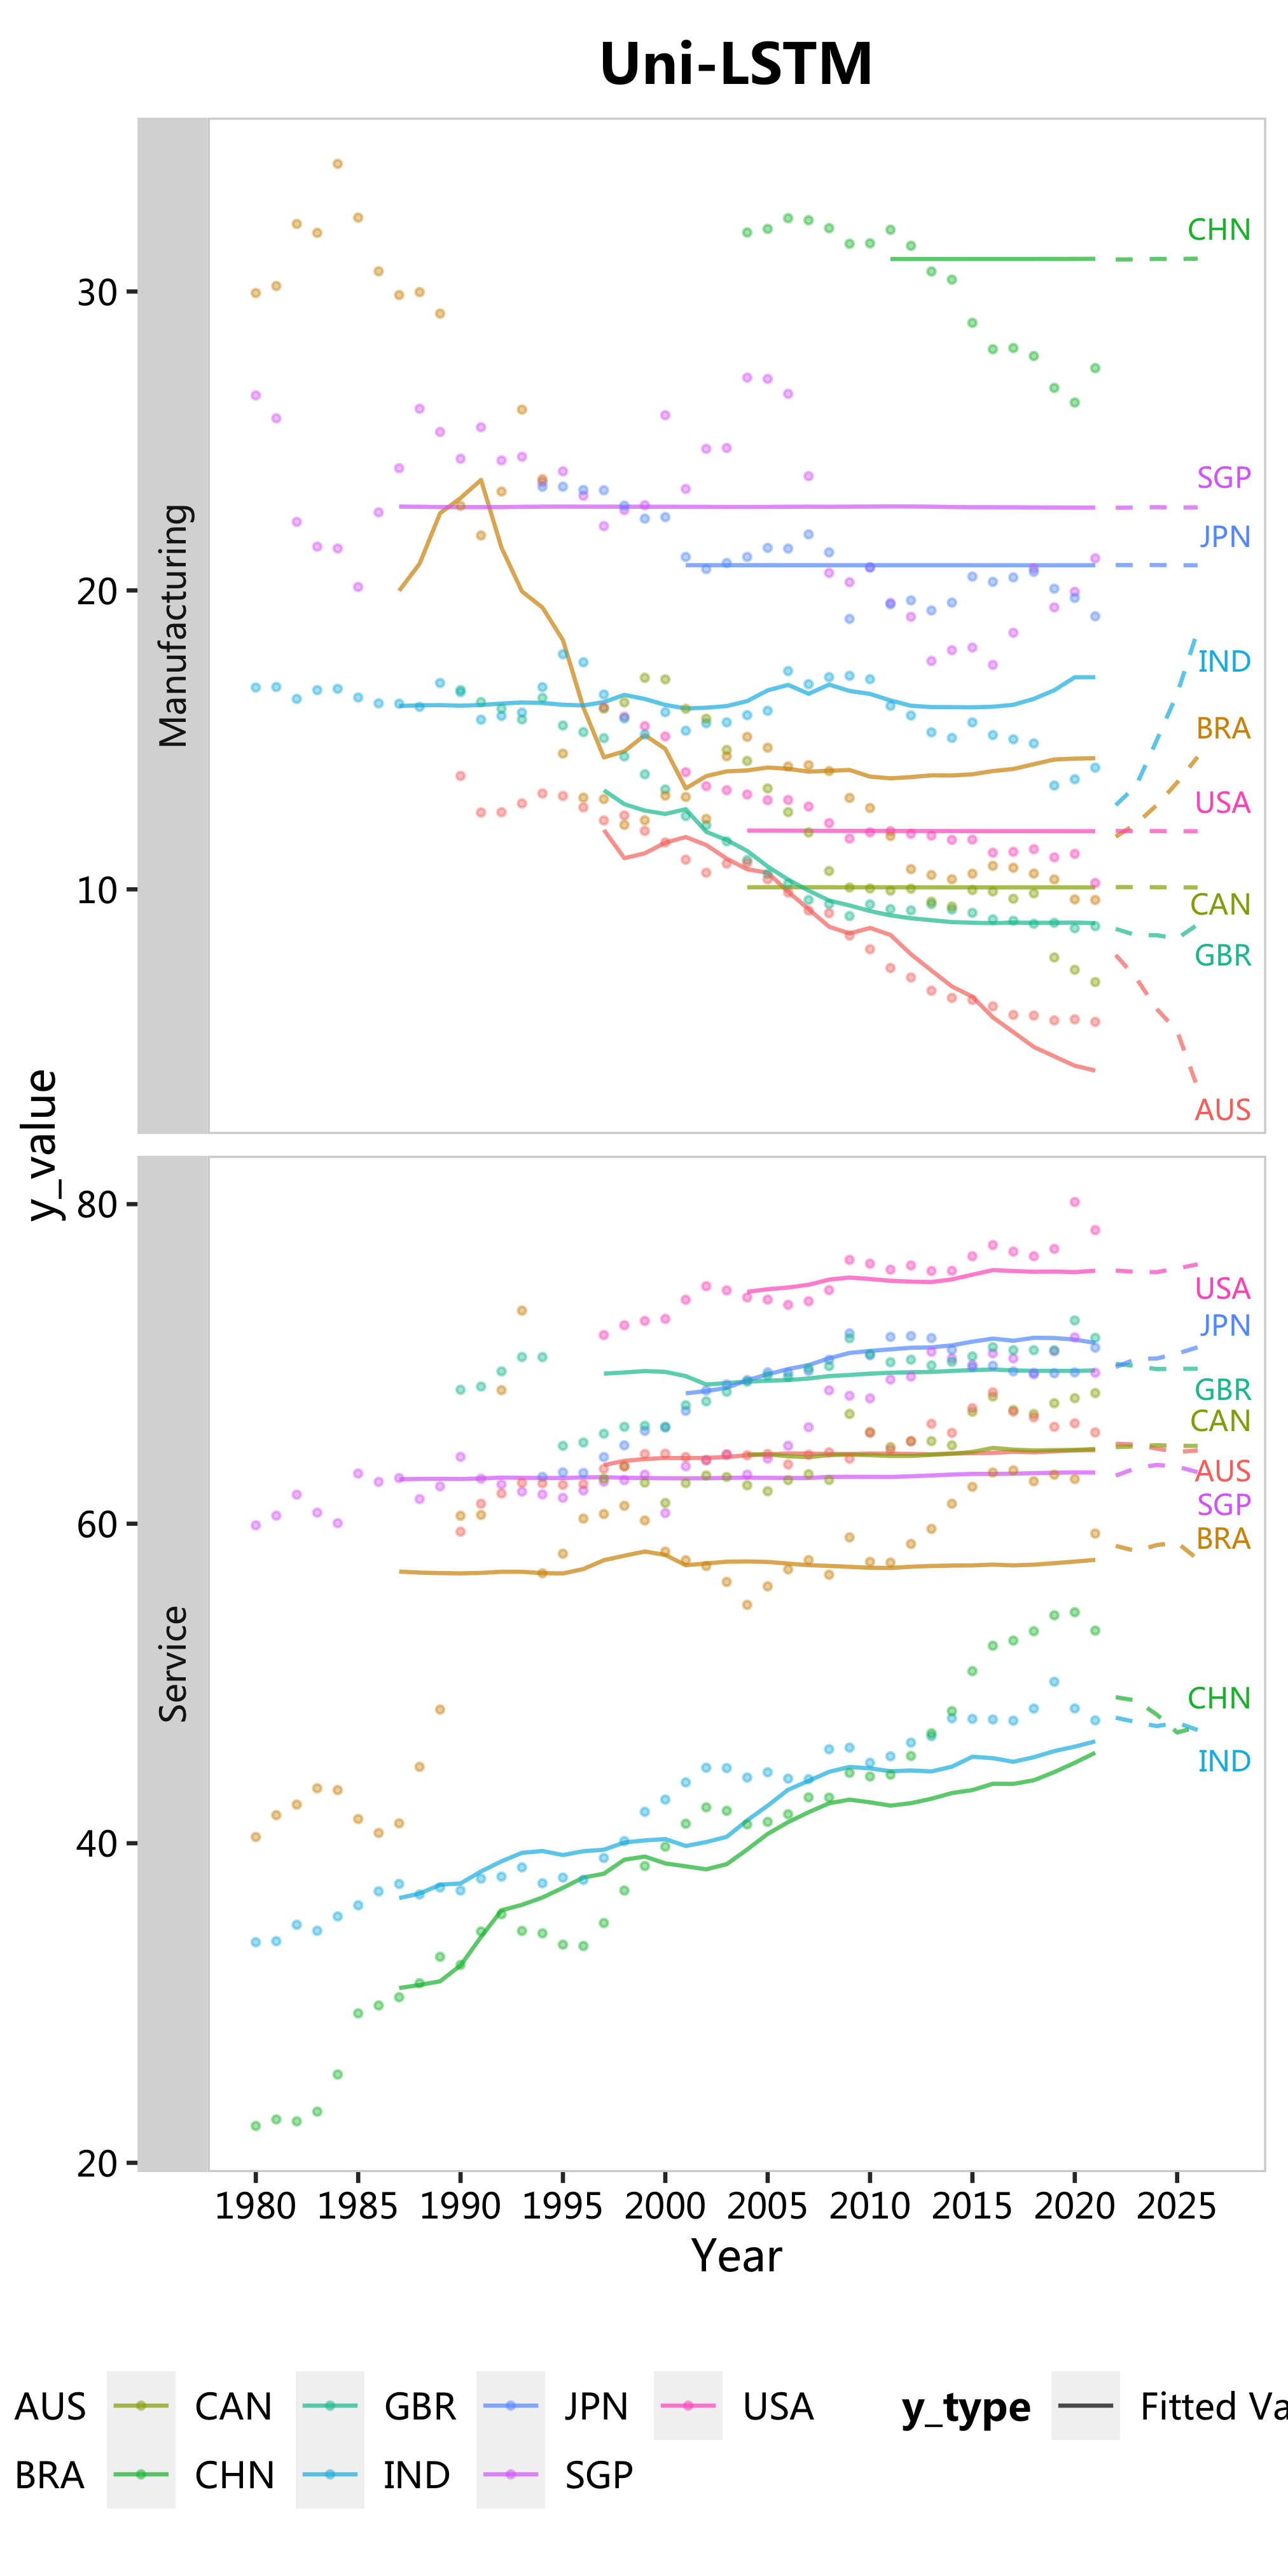 Uni-LSTM
y_value
Manufacturing
30
20
10
CHN
SGP
JPN
IND
BRA
USA
CAN
GBR
AUS
Service
80
60
40
20
USA
JPN
GBR
CAN
AUS
SGP
BRA
CHN
IND
1980 1985 1990 1995 2000 2005 2010 2015 2020 2025
Year
AUS CAN GBR JPN USA y_type Fitted Va
BRA CHN IND SGP